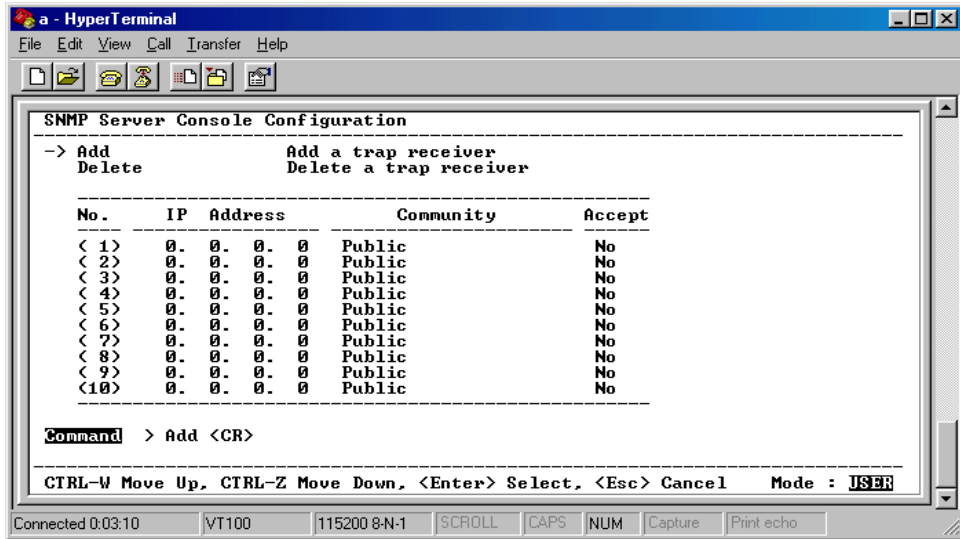 a - HyperTerminal
File Edit View Call Transfer Help
SNMP Server Console Configuration
-> Add Add a trap receiver
Delete Delete a trap receiver
No. IP Address Community Accept
( 1) 0. 0. 0. 0 Public No
( 2) 0. 0. 0. 0 Public No
( 3) 0. 0. 0. 0 Public No
( 4) 0. 0. 0. 0 Public No
( 5) 0. 0. 0. 0 Public No
( 6) 0. 0. 0. 0 Public No
( 7) 0. 0. 0. 0 Public No
( 8) 0. 0. 0. 0 Public No
( 9) 0. 0. 0. 0 Public No
(10) 0. 0. 0. 0 Public No
Command > Add <CR>
CTRL-W Move Up, CTRL-Z Move Down, <Enter> Select, <Esc> Cancel Mode : USER
Connected 0:03:10 VT100 115200 8-N-1 SCROLL CAPS NUM Capture Print echo